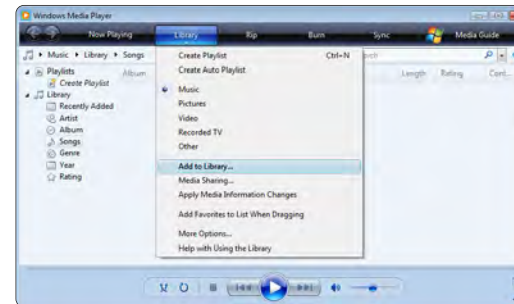 Windows Media Player
Now Playing Library Rip Burn Sync Media Guide
Music Library Songs
Playlists
Create Playlist
Library
Recently Added
Artist
Album
Songs
Genre
Year
Rating
Album
Create Playlist Ctrl+N
Create Auto Playlist
Music
Pictures
Video
Recorded TV
Other
Add to Library...
Media Sharing...
Apply Media Information Changes
Add Favorites to List When Dragging
More Options...
Help with Using the Library
Length Rating Cont...